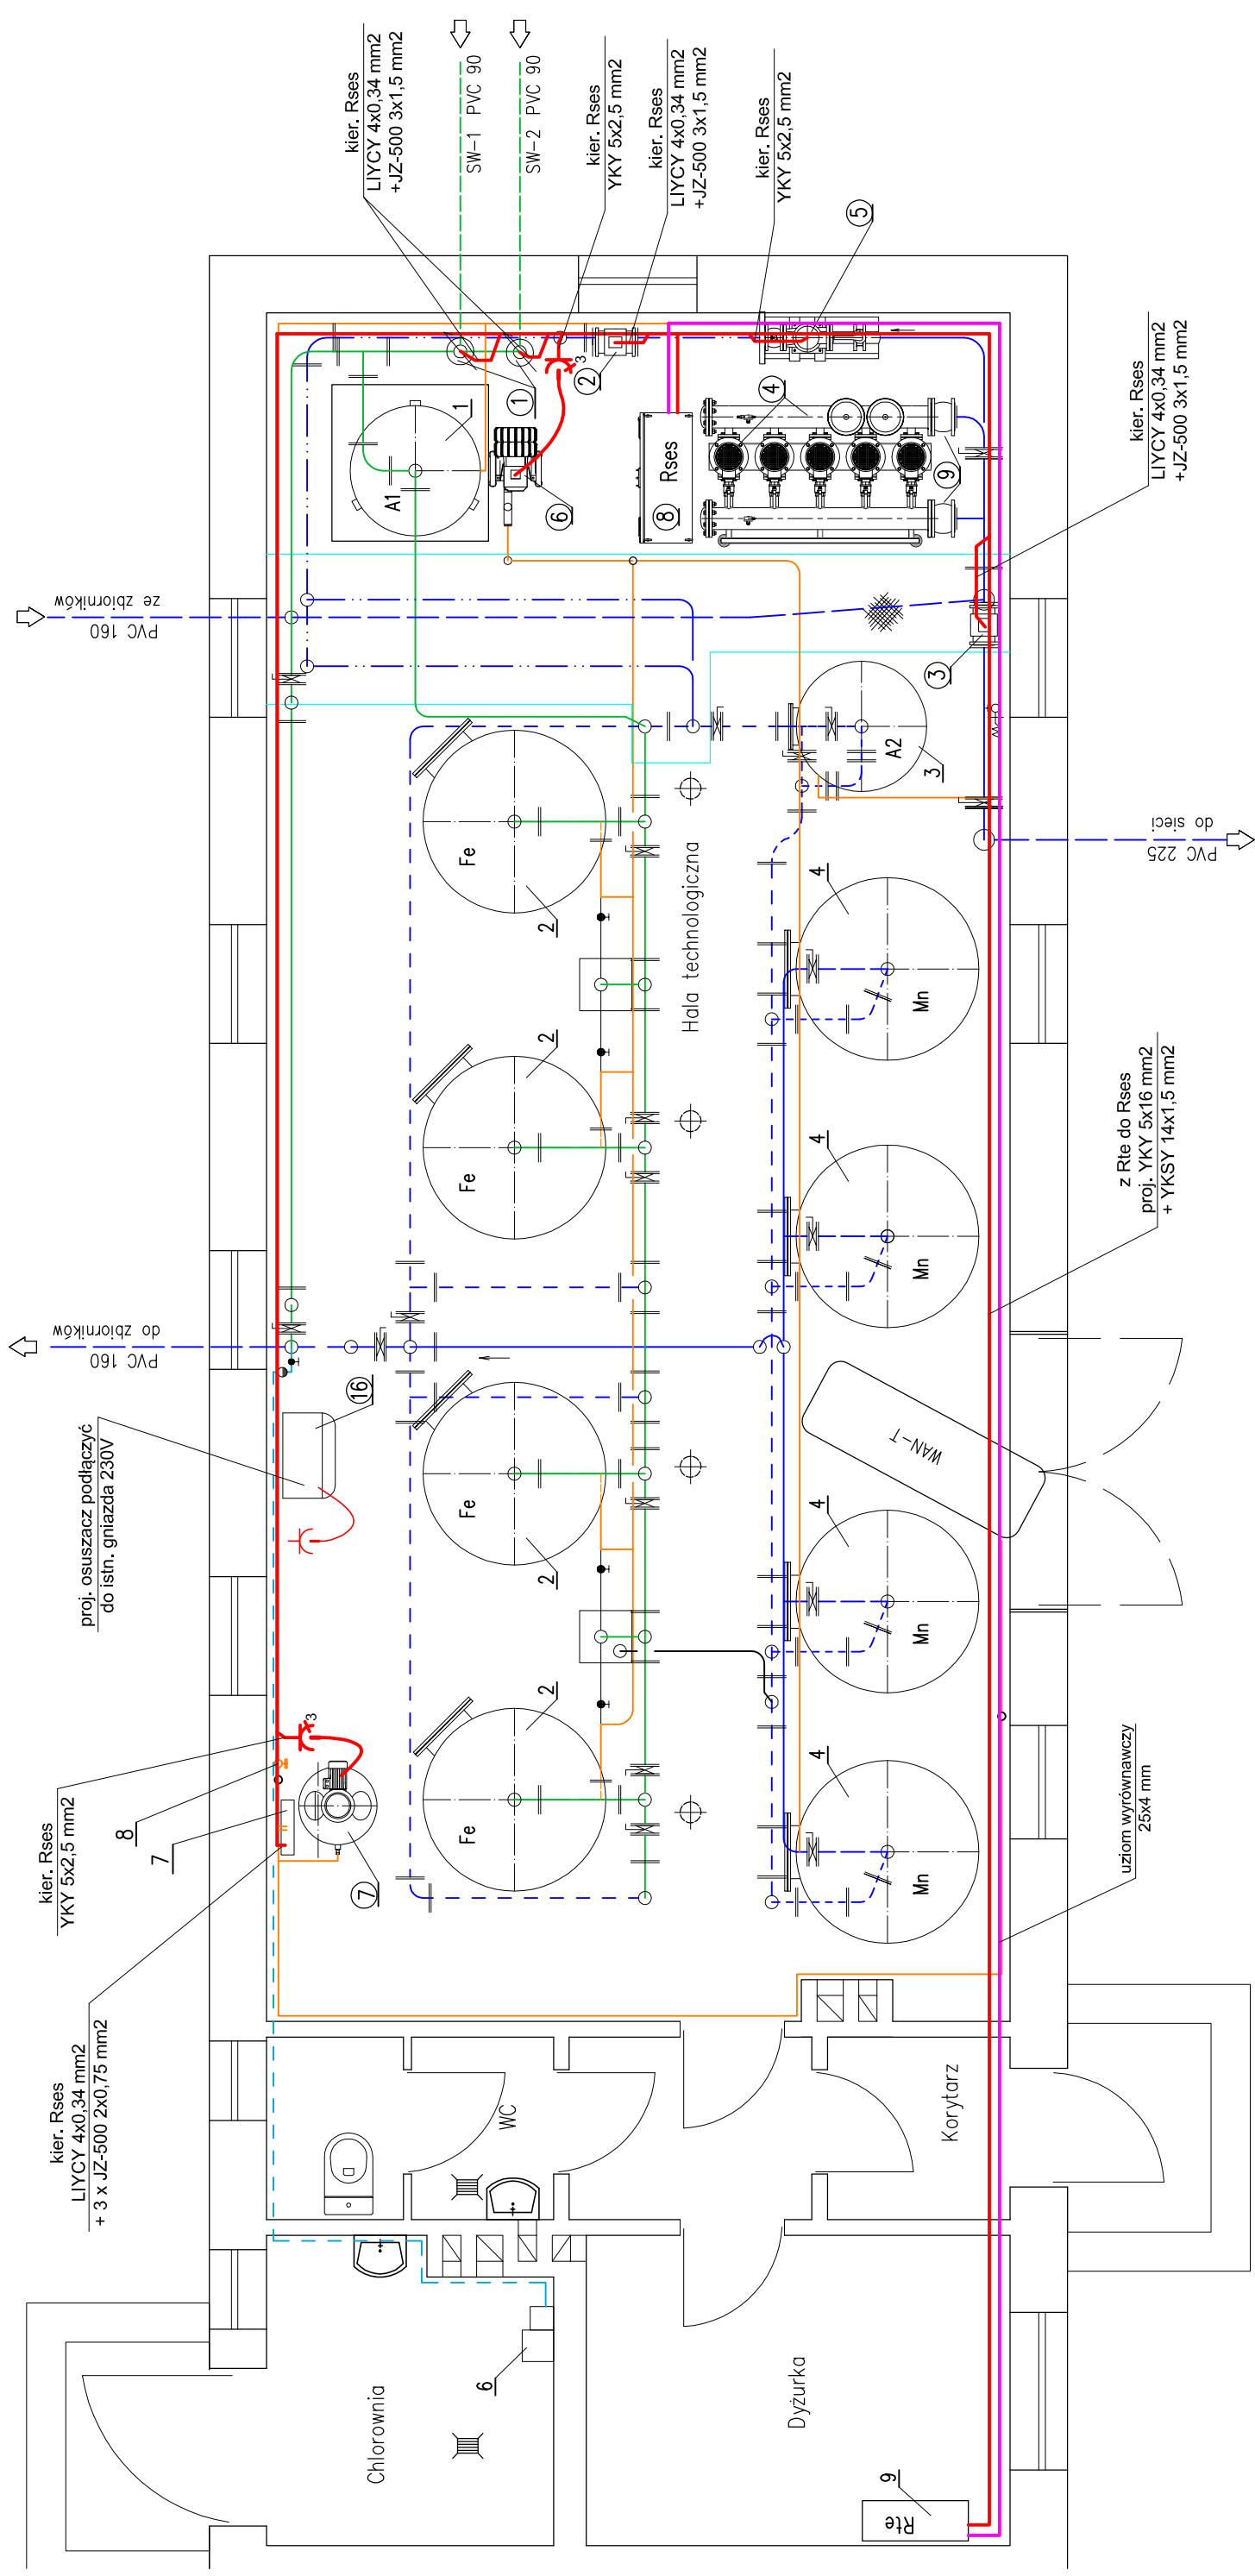 kier. Rses
LIYCY 4x0,34 mm2
+ 3 x JZ-500 2x0,75 mm2
kier. Rses
YKY 5x2,5 mm2
8
7
proj. osuszacz podłączyć
do istn. gniazda 230V
do zbiorników
PVC 160
ze zbiorników
PVC 160
kier. Rses
LIYCY 4x0,34 mm2
+JZ-500 3x1,5 mm2
SW-1 PVC 90
SW-2 PVC 90
kier. Rses
YKY 5x2,5 mm2
kier. Rses
LIYCY 4x0,34 mm2
+JZ-500 3x1,5 mm2
kier. Rses
YKY 5x2,5 mm2
5
Chlorownia
6
WC
7
3
16
Fe
2
Fe
2
Fe
2
Fe
2
A1
1
1
6
3
2
8
Rses
4
9
Hala technologiczna
Dyżurka
Rte
9
Korytarz
Mn
4
Mn
4
WAN-T
Mn
4
Mn
4
A2
3
3
uziom wyrównawczy
25x4 mm
z Rte do Rses
proj. YKY 5x16 mm2
+ YKSY 14x1,5 mm2
do sieci
PVC 225
kier. Rses
LIYCY 4x0,34 mm2
+JZ-500 3x1,5 mm2